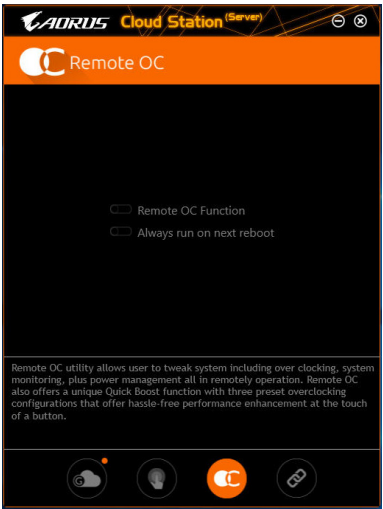 AORUS Cloud Station (Server)
Remote OC
Remote OC Function
Always run on next reboot
Remote OC utility allows user to tweak system including over clocking, system
monitoring, plus power management all in remotely operation. Remote OC
also offers a unique Quick Boost function with three preset overclocking
configurations that offer hassle-free performance enhancement at the touch
of a button.
G